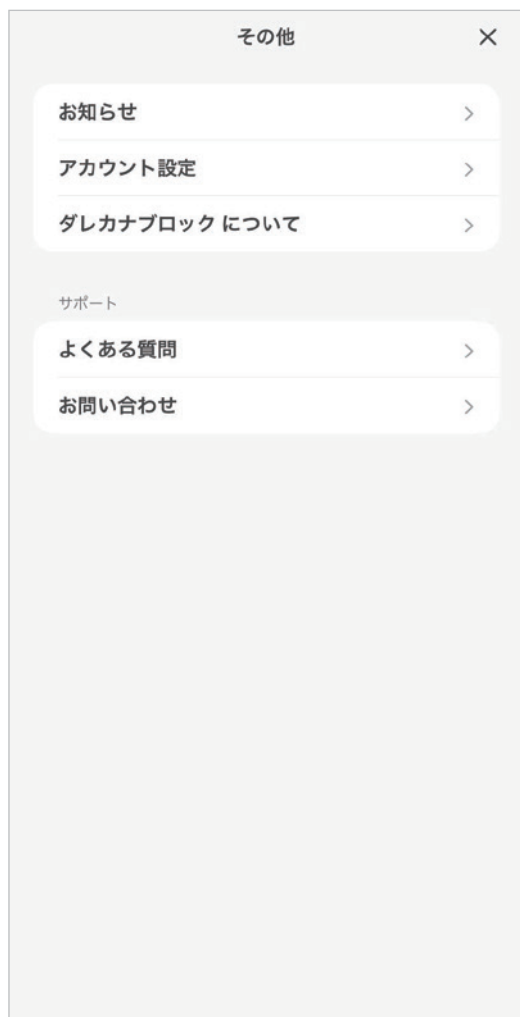 その他
お知らせ
アカウント設定
ダレカナブロック について
サポート
よくある質問
お問い合わせ